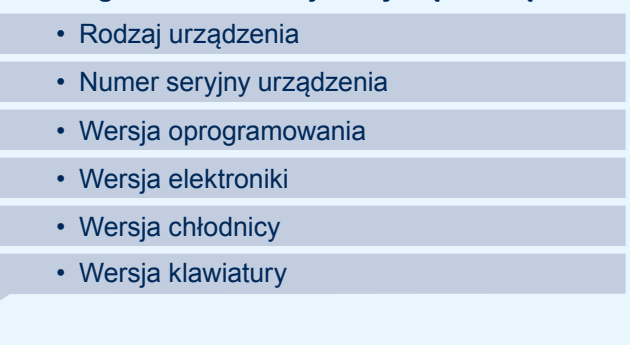 • Rodzaj urządzenia
• Numer seryjny urządzenia
• Wersja oprogramowania
• Wersja elektroniki
• Wersja chłodnicy
• Wersja klawiatury